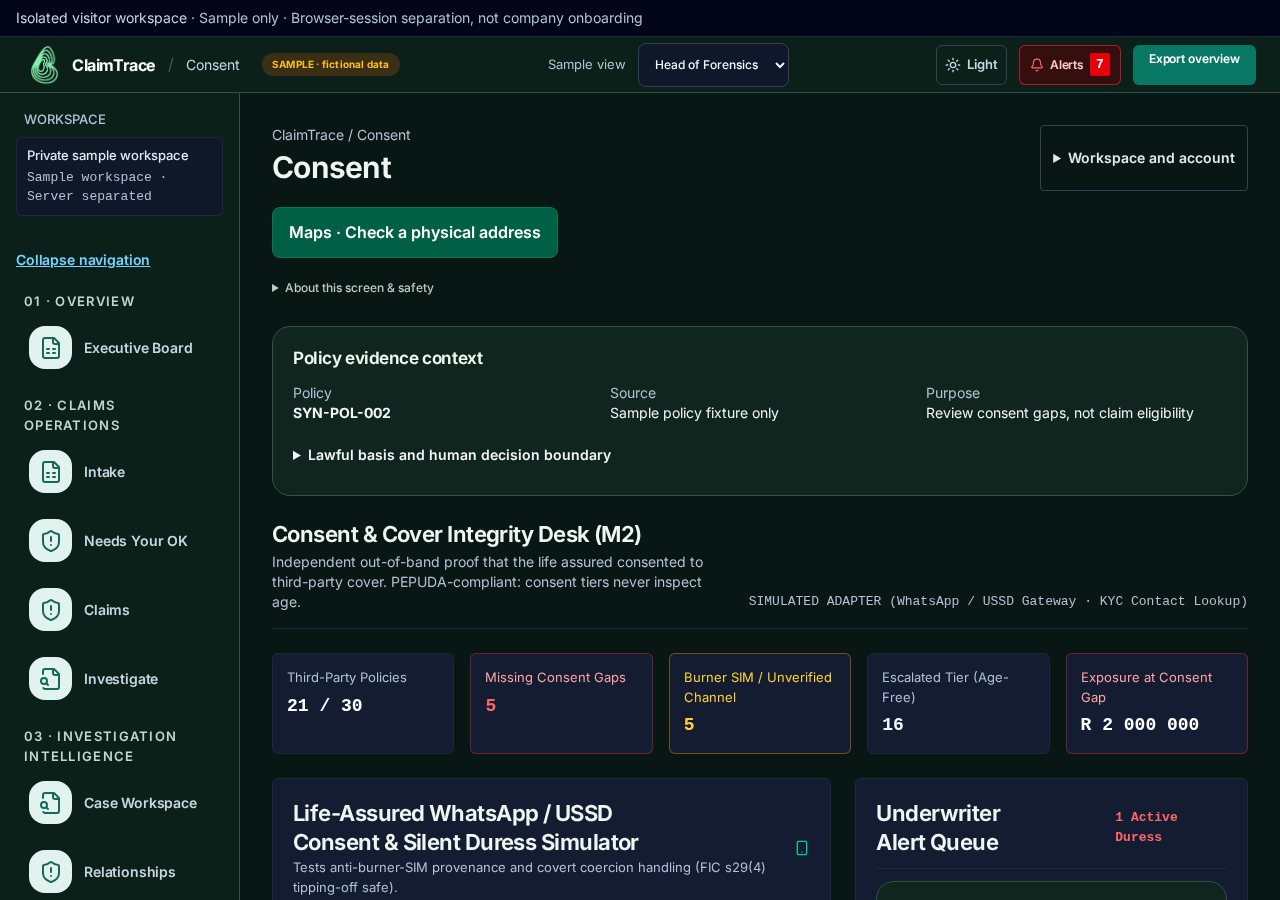 Isolated visitor workspace · Sample only · Browser-session separation, not company onboarding
ClaimTrace / Consent
SAMPLE · fictional data
Sample view
Head of Forensics
Light
Alerts 7
Export overview
WORKSPACE
Private sample workspace
Sample workspace ·
Server separated
Collapse navigation
01 · OVERVIEW
Executive Board
02 · CLAIMS
OPERATIONS
Intake
Needs Your OK
Claims
Investigate
03 · INVESTIGATION
INTELLIGENCE
Case Workspace
Relationships
ClaimTrace / Consent
Consent
Workspace and account
Maps · Check a physical address
About this screen & safety
Policy evidence context
Policy
SYN-POL-002
Source
Sample policy fixture only
Purpose
Review consent gaps, not claim eligibility
Lawful basis and human decision boundary
Consent & Cover Integrity Desk (M2)
Independent out-of-band proof that the life assured consented to
third-party cover. PEPUDA-compliant: consent tiers never inspect
age.
SIMULATED ADAPTER (WhatsApp / USSD Gateway · KYC Contact Lookup)
Third-Party Policies
21 / 30
Missing Consent Gaps
5
Burner SIM / Unverified
Channel
5
Escalated Tier (Age-
Free)
16
Exposure at Consent
Gap
R 2 000 000
Life-Assured WhatsApp / USSD
Consent & Silent Duress Simulator
Tests anti-burner-SIM provenance and covert coercion handling (FIC s29(4)
tipping-off safe).
Underwriter
Alert Queue
1 Active
Duress